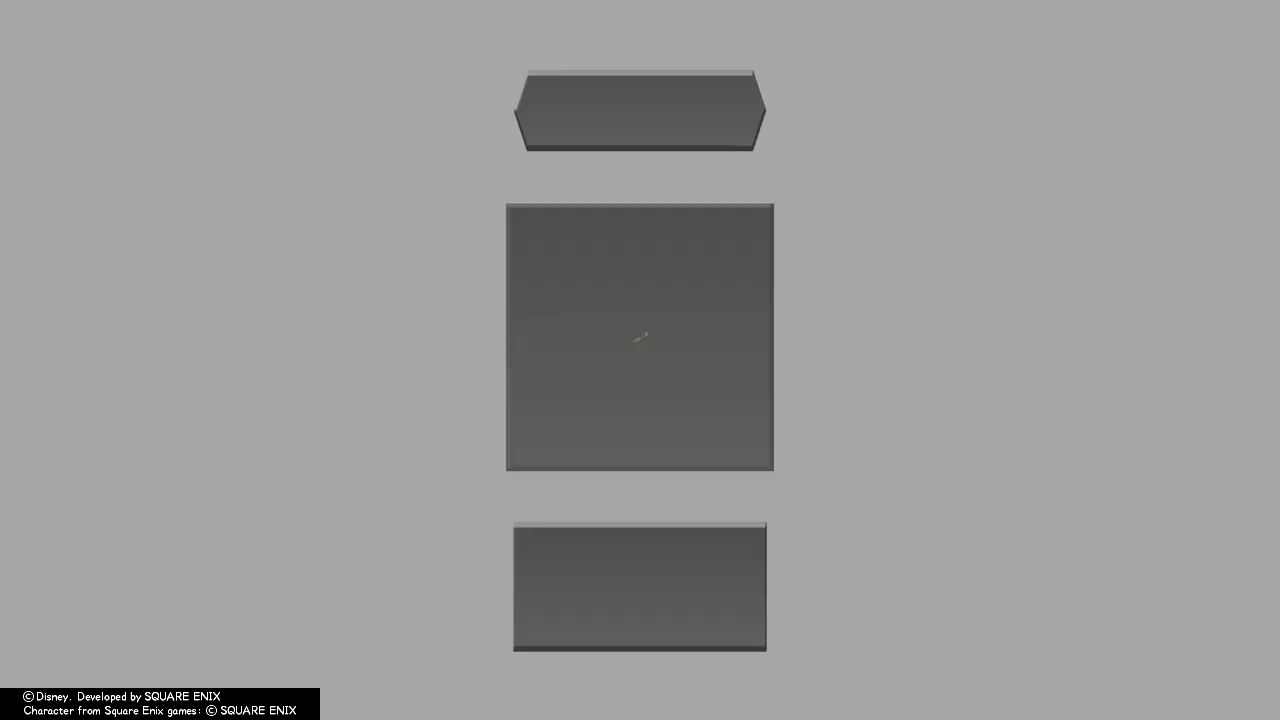 ©Disney. Developed by SQUARE ENIX
Character from Square Enix games: © SQUARE ENIX